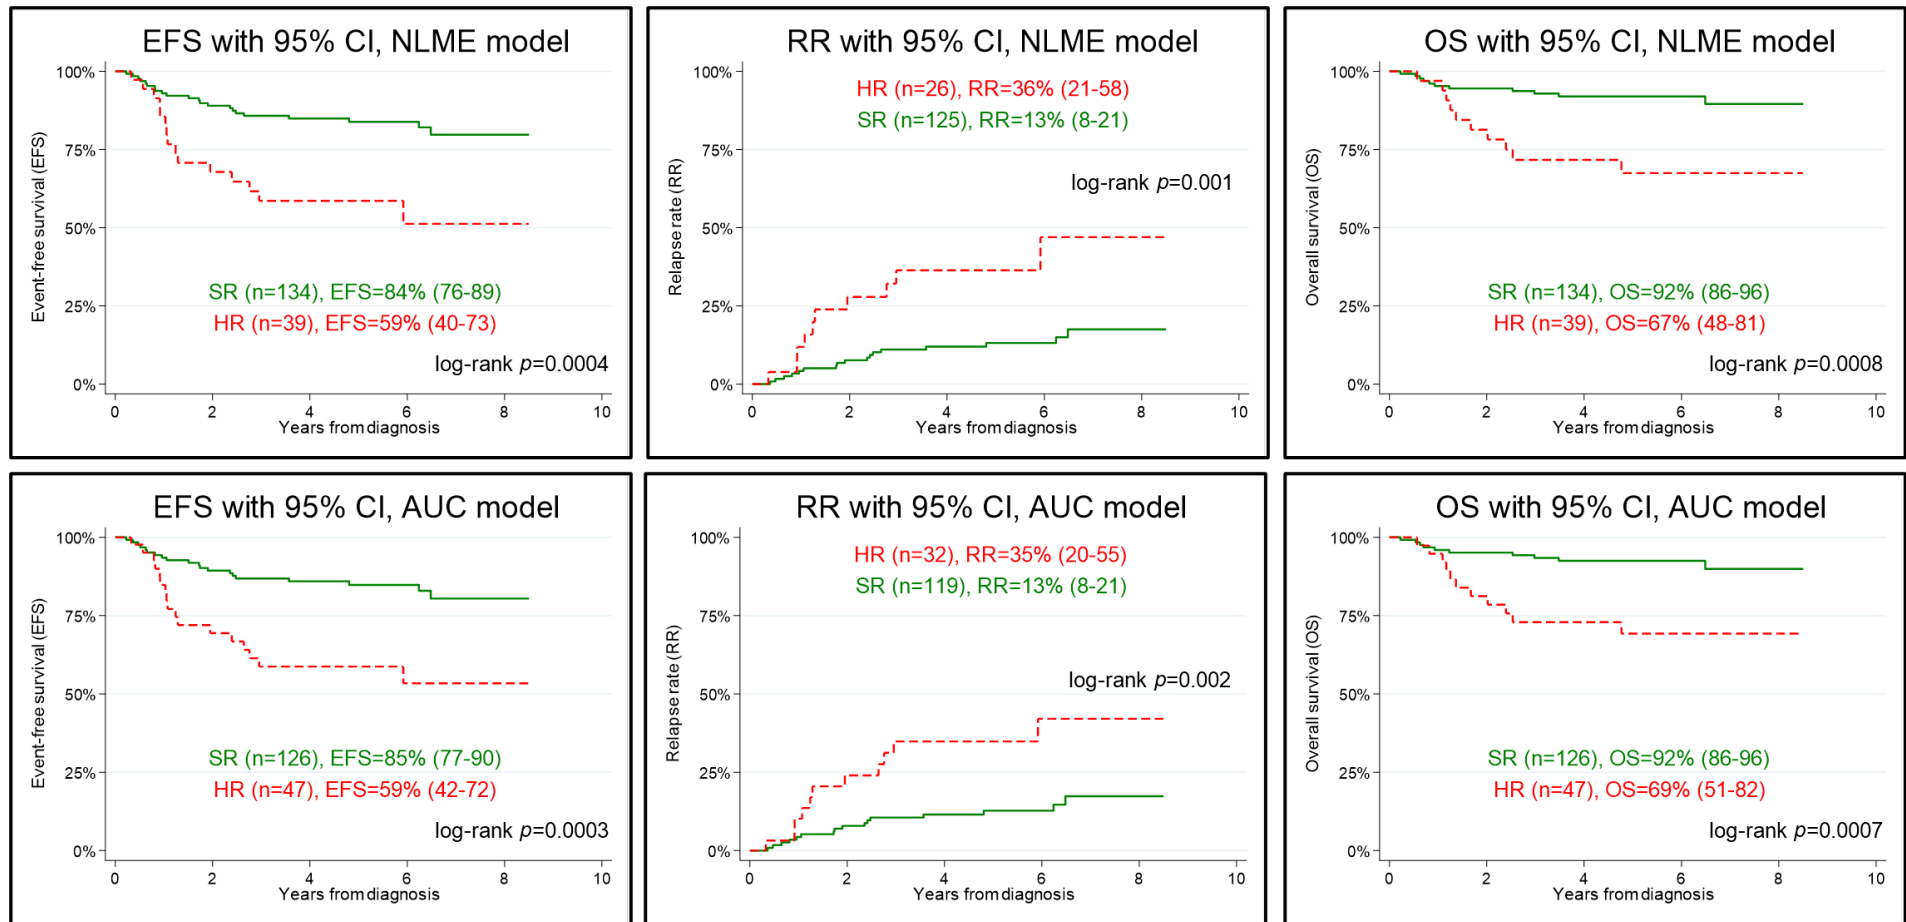 EFS with 95% CI, NLME model
Event-free survival (EFS)
100%
75%
50%
25%
0%
SR (n=134), EFS=84% (76-89)
HR (n=39), EFS=59% (40-73)
log-rank p=0.0004
0 2 4 6 8 10
Years from diagnosis
RR with 95% CI, NLME model
Relapse rate (RR)
100%
75%
50%
25%
0%
HR (n=26), RR=36% (21-58)
SR (n=125), RR=13% (8-21)
log-rank p=0.001
0 2 4 6 8 10
Years from diagnosis
OS with 95% CI, NLME model
Overall survival (OS)
100%
75%
50%
25%
0%
SR (n=134), OS=92% (86-96)
HR (n=39), OS=67% (48-81)
log-rank p=0.0008
0 2 4 6 8 10
Years from diagnosis
EFS with 95% CI, AUC model
Event-free survival (EFS)
100%
75%
50%
25%
0%
SR (n=126), EFS=85% (77-90)
HR (n=47), EFS=59% (42-72)
log-rank p=0.0003
0 2 4 6 8 10
Years from diagnosis
RR with 95% CI, AUC model
Relapse rate (RR)
100%
75%
50%
25%
0%
HR (n=32), RR=35% (20-55)
SR (n=119), RR=13% (8-21)
log-rank p=0.002
0 2 4 6 8 10
Years from diagnosis
OS with 95% CI, AUC model
Overall survival (OS)
100%
75%
50%
25%
0%
SR (n=126), OS=92% (86-96)
HR (n=47), OS=69% (51-82)
log-rank p=0.0007
0 2 4 6 8 10
Years from diagnosis